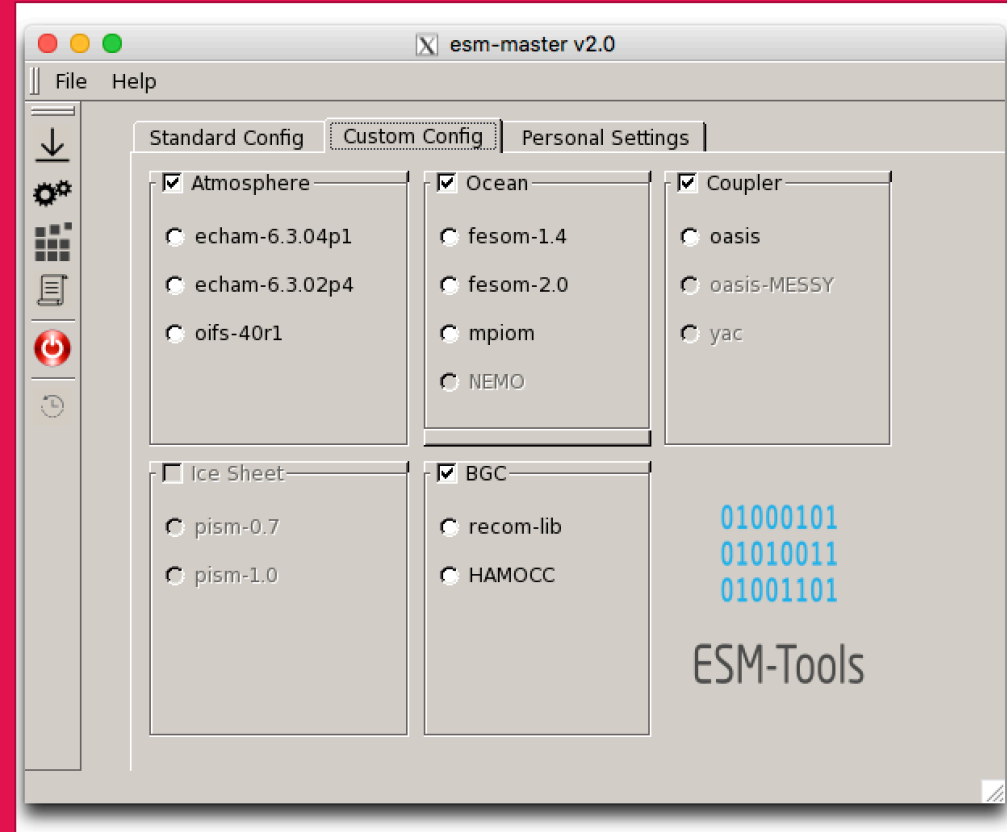 esm-master v2.0
File Help
Standard Config Custom Config Personal Settings
Atmosphere
echam-6.3.04p1
echam-6.3.02p4
oifs-40r1
Ocean
fesom-1.4
fesom-2.0
mpiom
NEMO
Coupler
oasis
oasis-MESSY
yac
Ice Sheet
pism-0.7
pism-1.0
BGC
recom-lib
HAMOCC
01000101
01010011
01001101
ESM-Tools